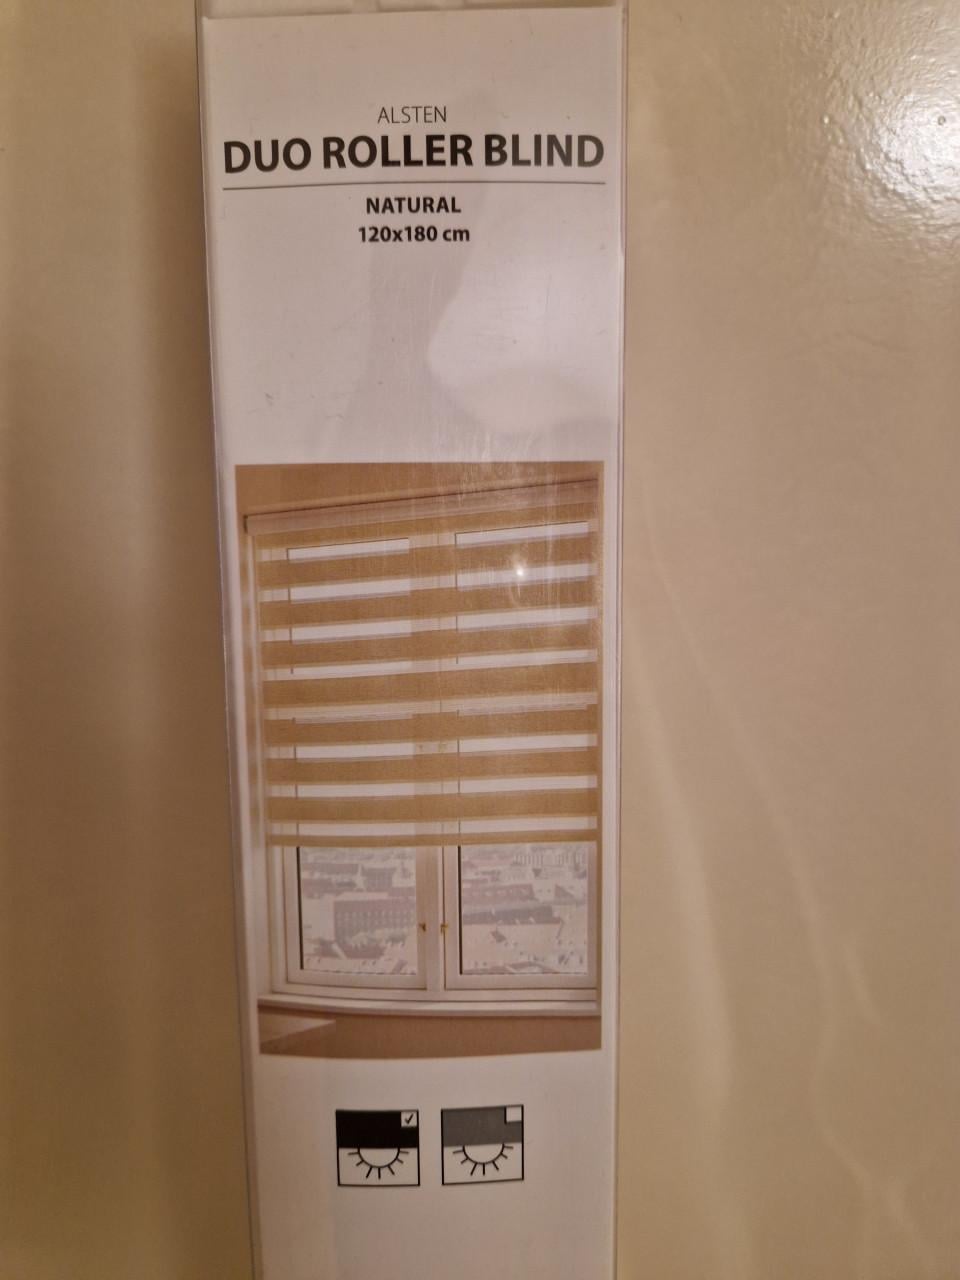 ALSTEN
DUO ROLLER BLIND
NATURAL
120x180 cm